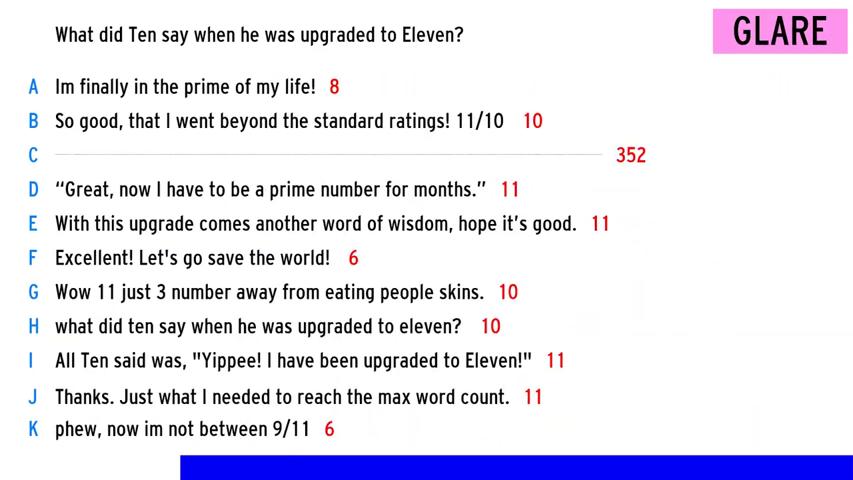 What did Ten say when he was upgraded to Eleven?
GLARE
A Im finally in the prime of my life! 8
B So good, that I went beyond the standard ratings! 11/10 10
C 352
D “Great, now I have to be a prime number for months.” 11
E With this upgrade comes another word of wisdom, hope it’s good. 11
F Excellent! Let's go save the world! 6
G Wow 11 just 3 number away from eating people skins. 10
H what did ten say when he was upgraded to eleven? 10
I All Ten said was, "Yippee! I have been upgraded to Eleven!" 11
J Thanks. Just what I needed to reach the max word count. 11
K phew, now im not between 9/11 6